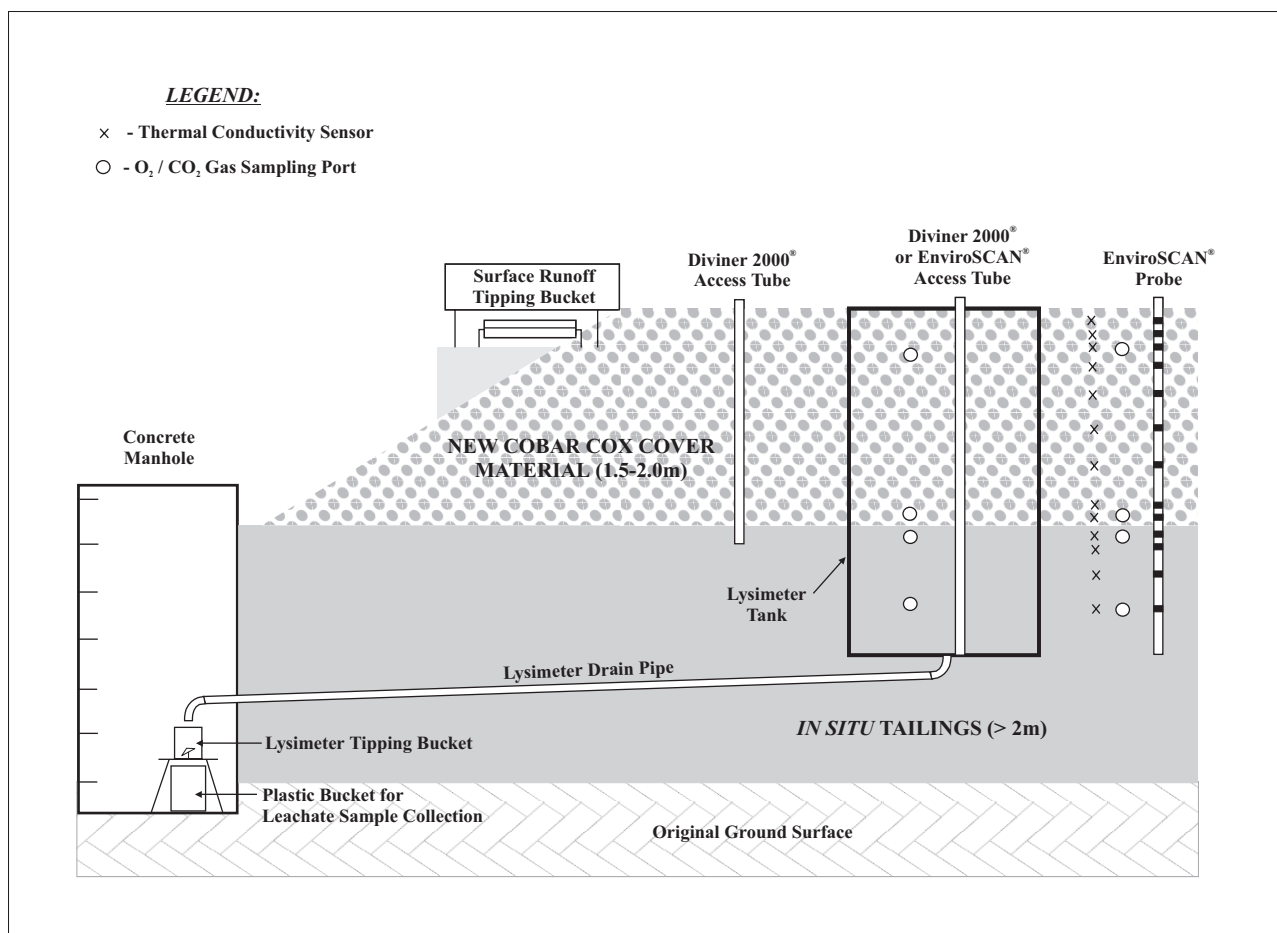 LEGEND:
× - Thermal Conductivity Sensor
○ - O₂ / CO₂ Gas Sampling Port
Surface Runoff
Tipping Bucket
Diviner 2000®
Access Tube
Diviner 2000®
or EnviroSCAN®
Access Tube
EnviroSCAN®
Probe
Concrete
Manhole
NEW COBAR COX COVER
MATERIAL (1.5-2.0m)
Lysimeter
Tank
Lysimeter Drain Pipe
IN SITU TAILINGS (> 2m)
Lysimeter Tipping Bucket
Plastic Bucket for
Leachate Sample Collection
Original Ground Surface